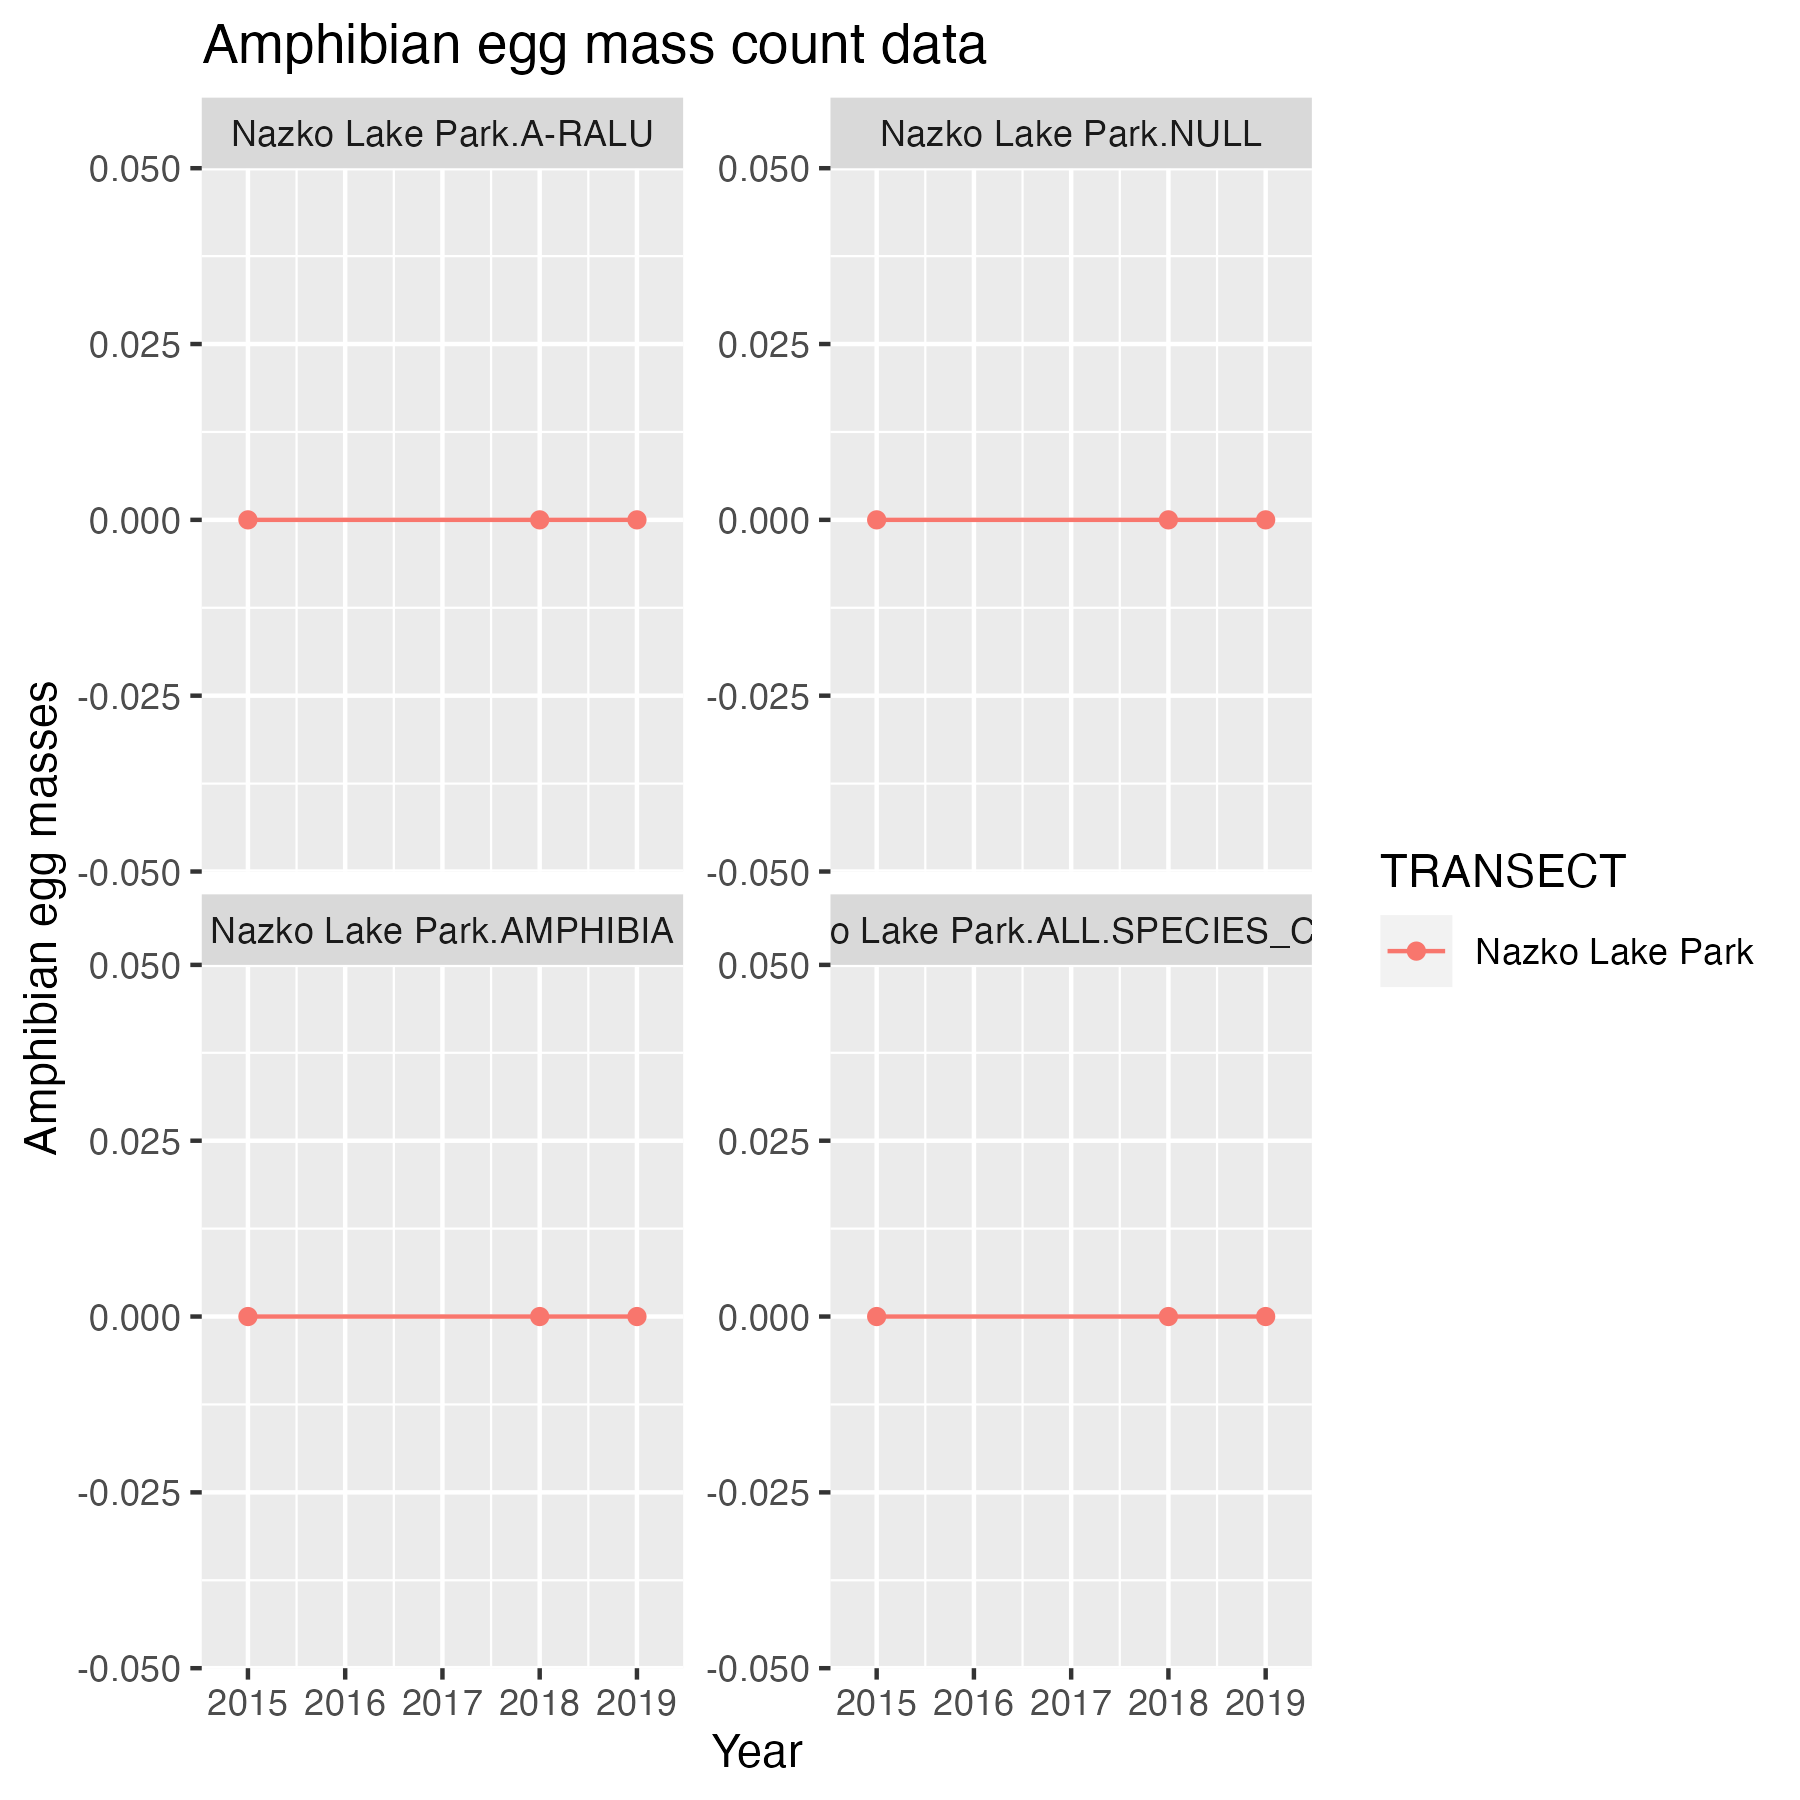 Amphibian egg mass count data
Nazko Lake Park.A-RALU
Nazko Lake Park.NULL
0.050
0.025
0.000
-0.025
-0.050
0.050
0.025
0.000
-0.025
-0.050
Nazko Lake Park.AMPHIBIA
o Lake Park.ALL.SPECIES_C
0.050
0.025
0.000
-0.025
-0.050
0.050
0.025
0.000
-0.025
-0.050
2015 2016 2017 2018 2019
2015 2016 2017 2018 2019
Year
Amphibian egg masses
TRANSECT
Nazko Lake Park